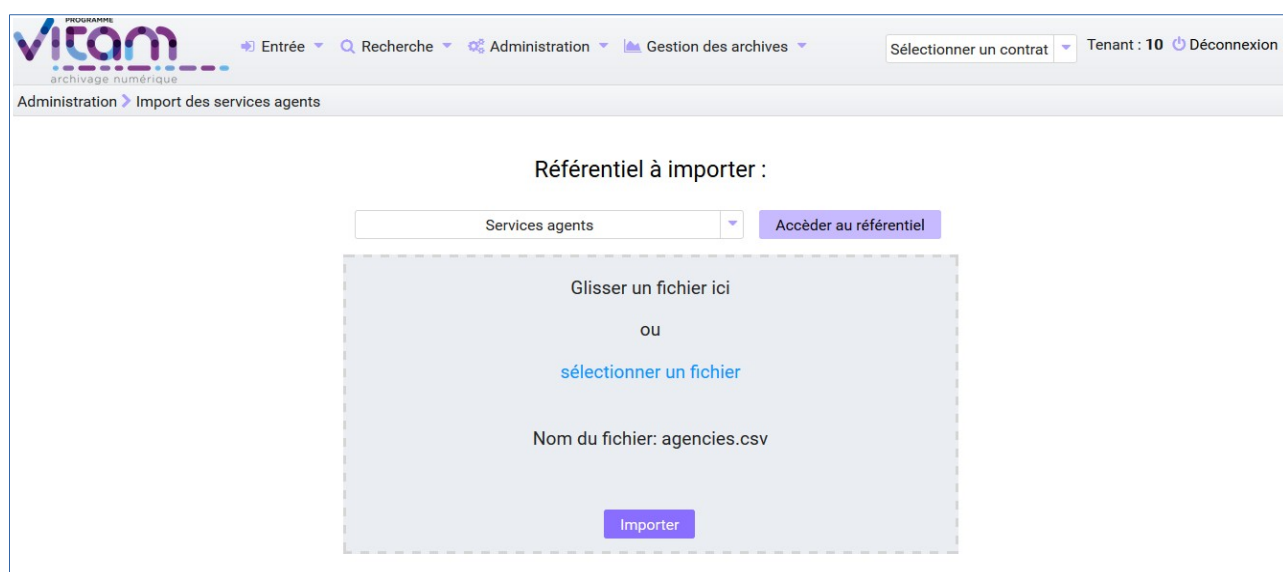 PROGRAMME
vitam
archivage numérique
Entrée Recherche Administration Gestion des archives Sélectionner un contrat Tenant : 10 Déconnexion
Administration Import des services agents
Référentiel à importer :
Services agents Accèder au référentiel
Glisser un fichier ici
ou
sélectionner un fichier
Nom du fichier: agencies.csv
Importer